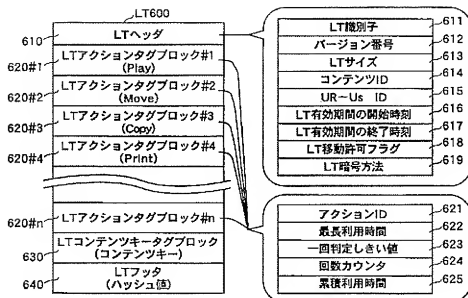 LT600
610
LTヘッダ
620#1
LTアクションタグブロック#1
(Play)
620#2
LTアクションタグブロック#2
(Move)
620#3
LTアクションタグブロック#3
(Copy)
620#4
LTアクションタグブロック#4
(Print)
620#n
LTアクションタグブロック#n
630
LTコンテンツキータグブロック
(コンテンツキー)
640
LTフッタ
(ハッシュ値)
LT識別子
611
バージョン番号
612
LTサイズ
613
コンテンツID
614
UR-Us ID
615
LT有効期間の開始時刻
616
LT有効期間の終了時刻
617
LT移動許可フラグ
618
LT暗号方法
619
アクションID
621
最長利用時間
622
一回判定しきい値
623
回数カウンタ
624
累積利用時間
625